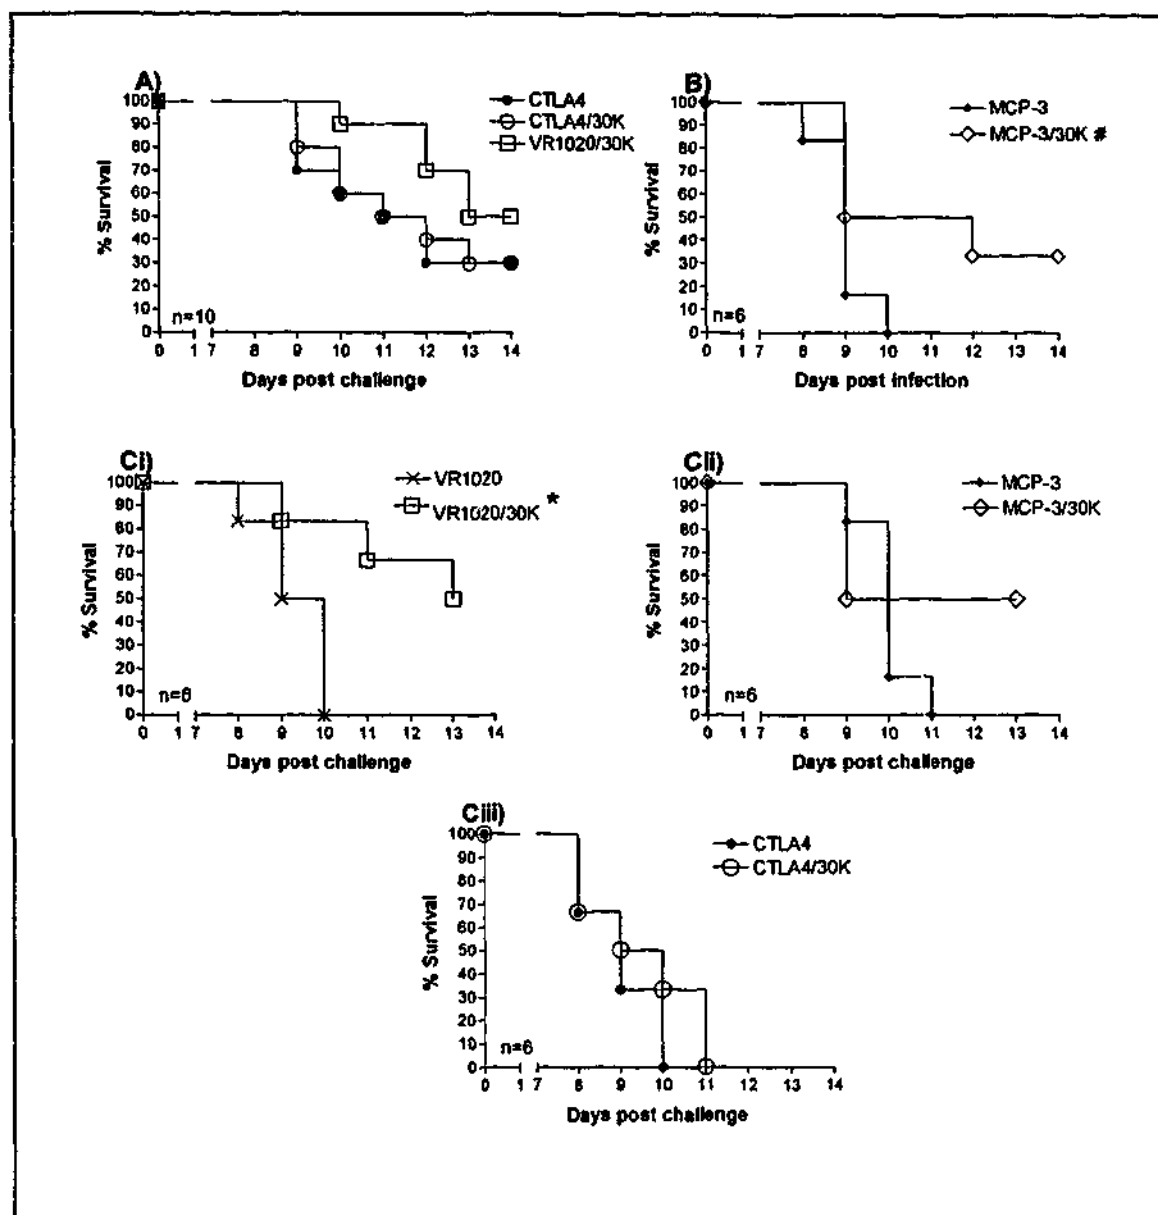 A)
CTLA4
CTLA4/30K
VR1020/30K
% Survival
100
90
80
70
60
50
40
30
20
10
0
n=10
0 1 7 8 9 10 11 12 13 14
Days post challenge
B)
MCP-3
MCP-3/30K #
% Survival
100
90
80
70
60
50
40
30
20
10
0
n=6
0 1 7 8 9 10 11 12 13 14
Days post infection
Ci)
VR1020
VR1020/30K *
% Survival
100
90
80
70
60
50
40
30
20
10
0
n=6
0 1 7 8 9 10 11 12 13 14
Days post challenge
Cii)
MCP-3
MCP-3/30K
% Survival
100
90
80
70
60
50
40
30
20
10
0
n=6
0 1 7 8 9 10 11 12 13 14
Days post challenge
Ciii)
CTLA4
CTLA4/30K
% Survival
100
90
80
70
60
50
40
30
20
10
0
n=6
0 1 7 8 9 10 11 12 13 14
Days post challenge